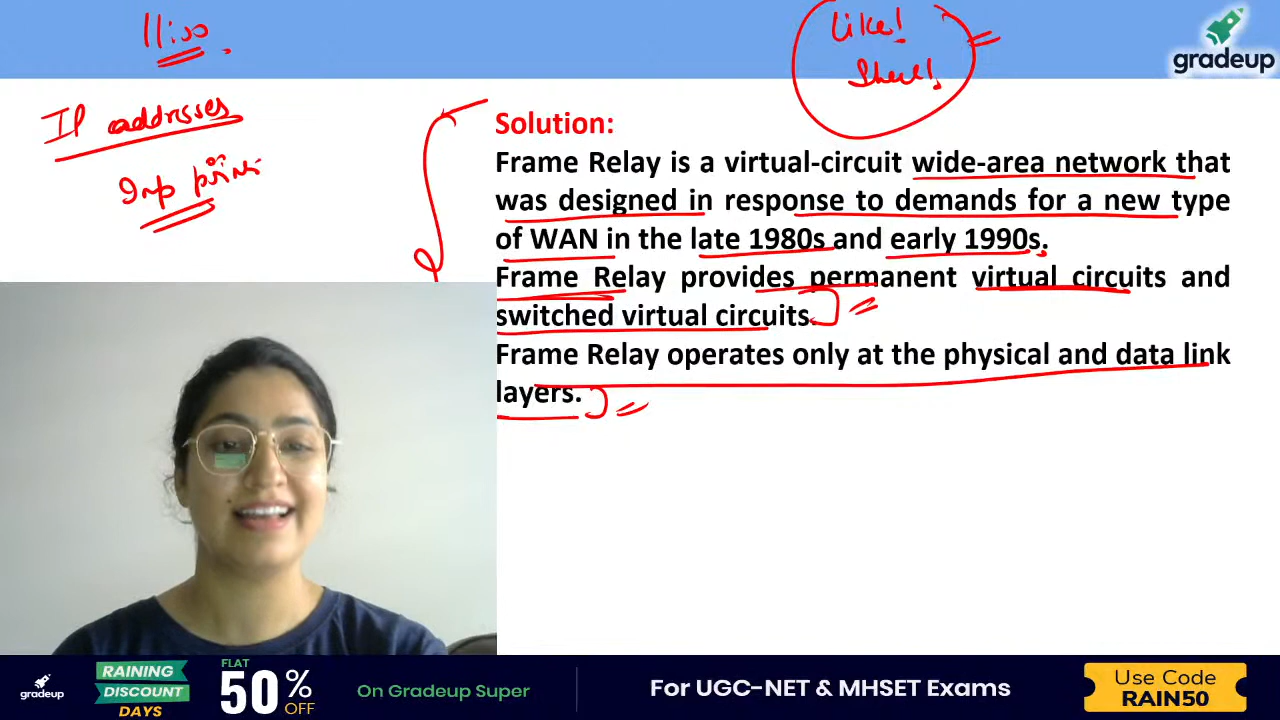 11:00
Like!
Share!
gradeup
IP addresses
Imp points
Solution:
Frame Relay is a virtual-circuit wide-area network that
was designed in response to demands for a new type
of WAN in the late 1980s and early 1990s.
Frame Relay provides permanent virtual circuits and
switched virtual circuits.
Frame Relay operates only at the physical and data link
layers.
gradeup
RAINING
DISCOUNT
DAYS
FLAT
50%
OFF
On Gradeup Super
For UGC-NET & MHSET Exams
Use Code
RAIN50